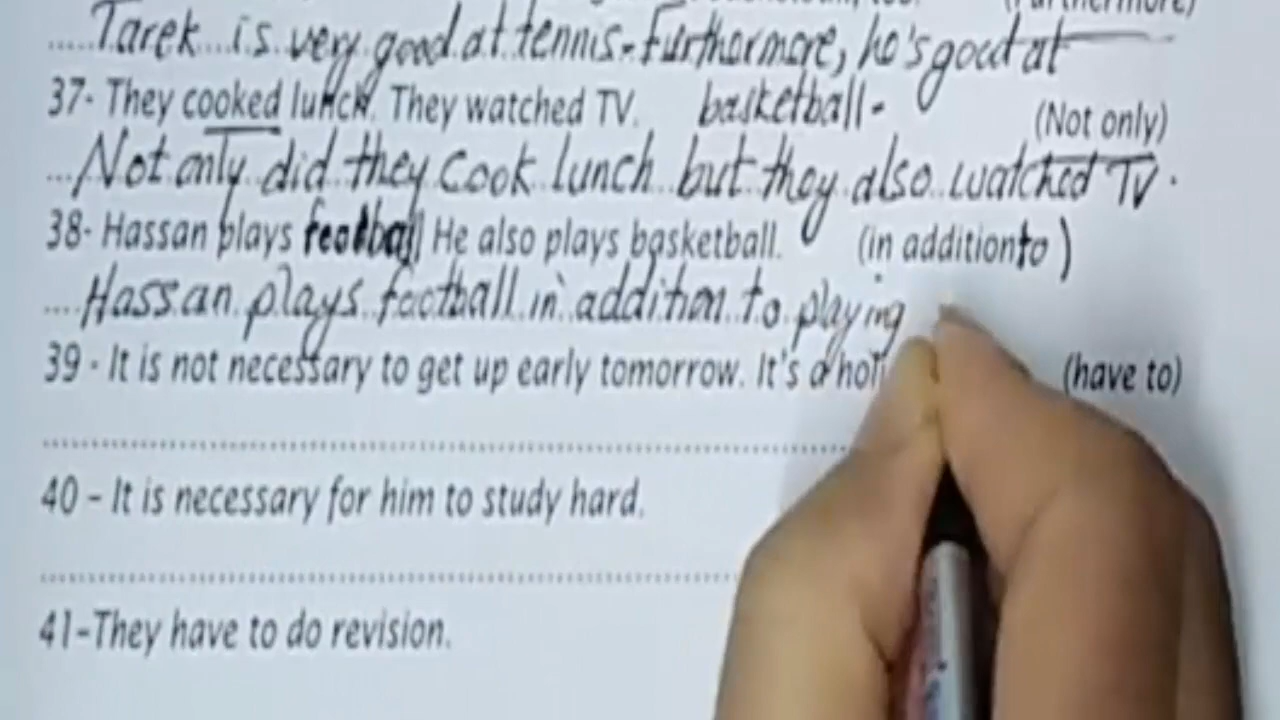 Tarek is very good at tennis. Furthermore, he's good at
37- They cooked lunch. They watched TV. basketball. (Not only)
Not only did they cook lunch but they also watched TV.
38- Hassan plays football He also plays basketball. (in addition to)
Hassan plays football in addition to playing
39 - It is not necessary to get up early tomorrow. It's a (have to)
40 – It is necessary for him to study hard.
41–They have to do revision.